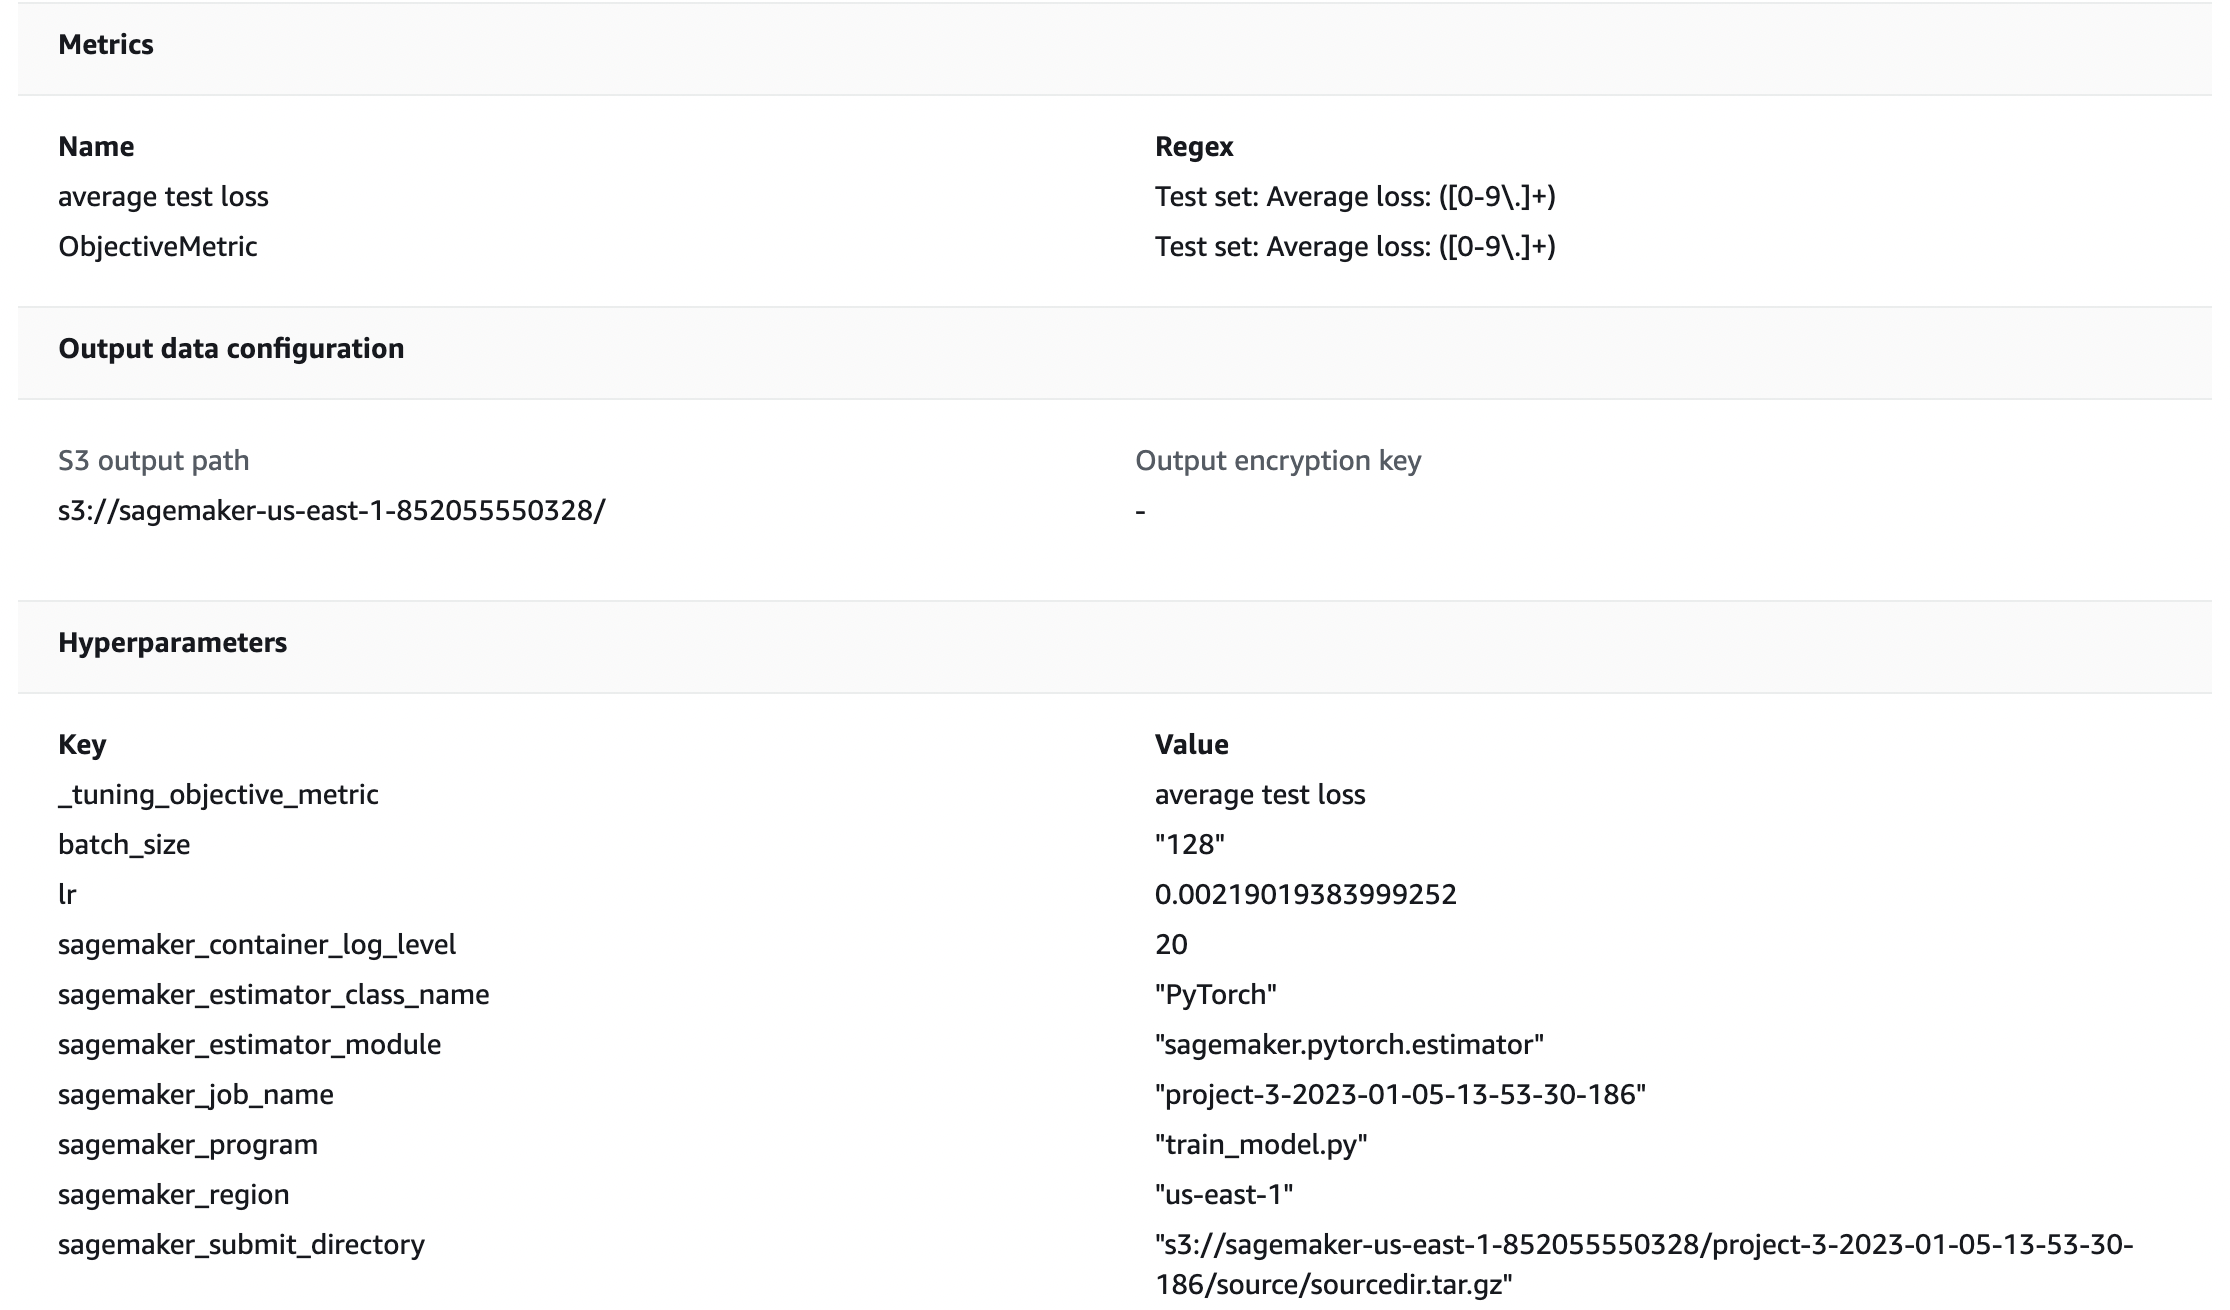 Metrics
Name Regex
average test loss Test set: Average loss: ([0-9\.]+)
ObjectiveMetric Test set: Average loss: ([0-9\.]+)
Output data configuration
S3 output path Output encryption key
s3://sagemaker-us-east-1-852055550328/ -
Hyperparameters
Key Value
_tuning_objective_metric average test loss
batch_size "128"
lr 0.00219019383999252
sagemaker_container_log_level 20
sagemaker_estimator_class_name "PyTorch"
sagemaker_estimator_module "sagemaker.pytorch.estimator"
sagemaker_job_name "project-3-2023-01-05-13-53-30-186"
sagemaker_program "train_model.py"
sagemaker_region "us-east-1"
sagemaker_submit_directory "s3://sagemaker-us-east-1-852055550328/project-3-2023-01-05-13-53-30-
186/source/sourcedir.tar.gz"